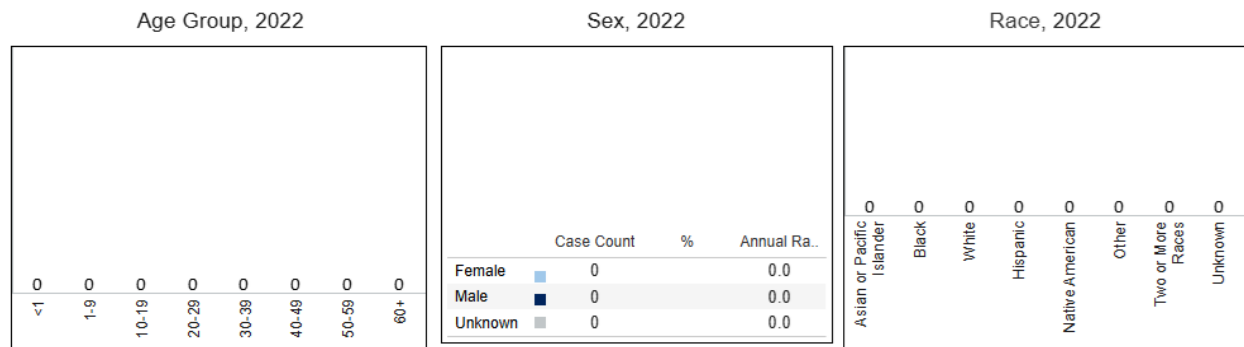 Age Group, 2022
0 0 0 0 0 0 0 0
<1 1-9 10-19 20-29 30-39 40-49 50-59 60+
Sex, 2022
Case Count % Annual Ra..
Female 0 0.0
Male 0 0.0
Unknown 0 0.0
Race, 2022
0 0 0 0 0 0 0 0
Asian or Pacific
Islander
Black
White
Hispanic
Native American
Other
Two or More
Races
Unknown